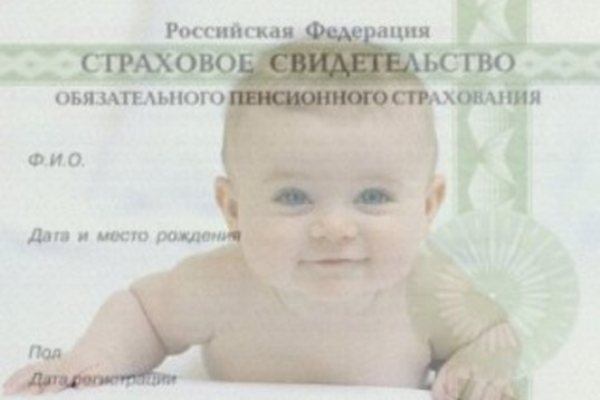 Российская Федерация
СТРАХОВОЕ СВИДЕТЕЛЬСТВО
ОБЯЗАТЕЛЬНОГО ПЕНСИОННОГО СТРАХОВАНИЯ
Ф.И.О.
Дата и место рождения
Пол
Дата регистрации